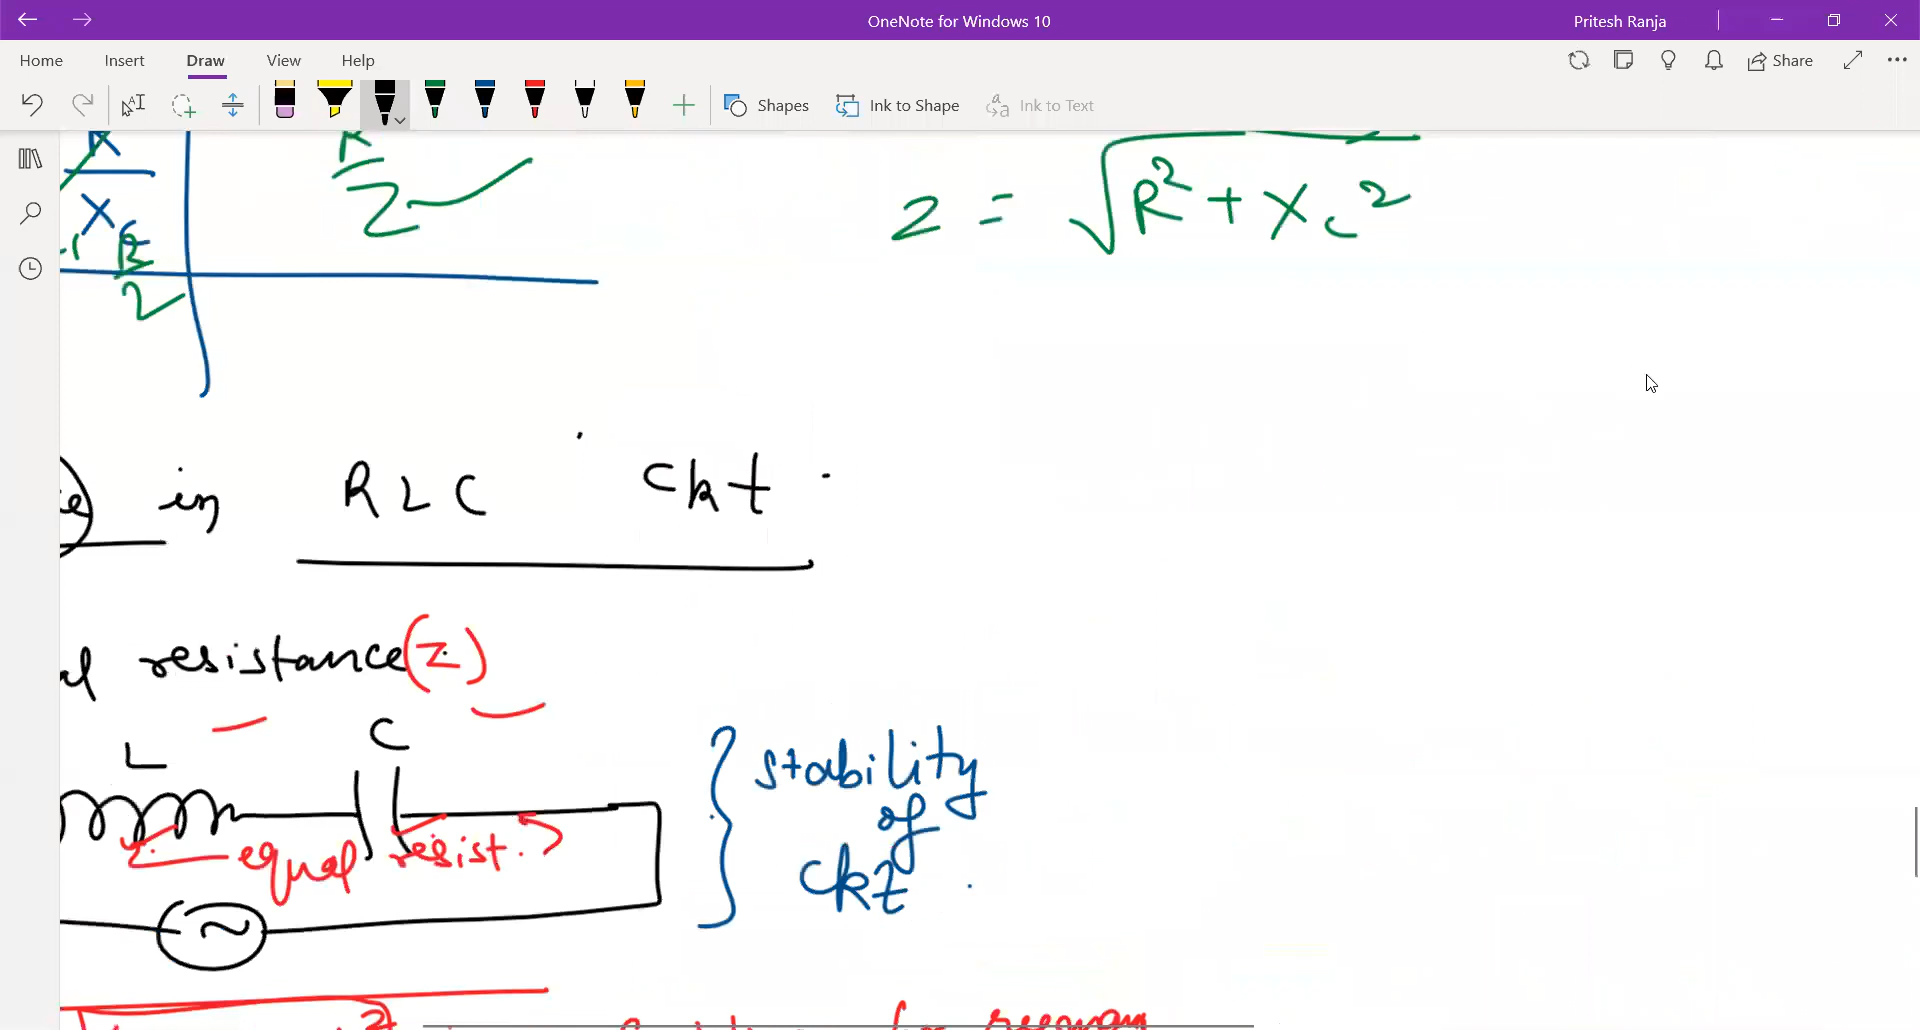 OneNote for Windows 10
Pritesh Ranja
Home Insert Draw View Help
Share
Shapes Ink to Shape Ink to Text
R
X
R
Z
R
Z
Z = √R² + Xc²
in RLC Ckt .
resistance (Z)
L C
equal resist.
stability
of
ckt .